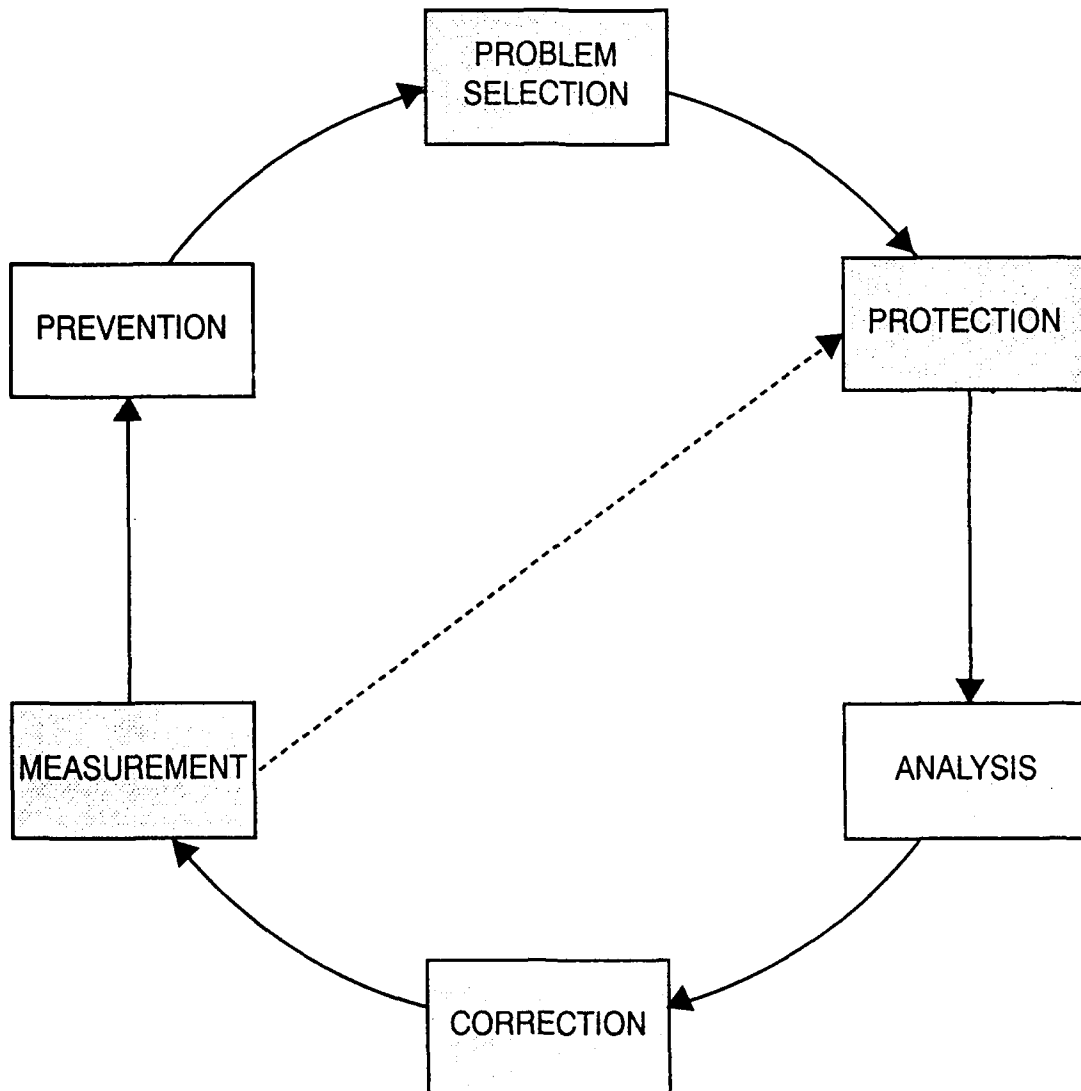 PROBLEM
SELECTION
PREVENTION
PROTECTION
MEASUREMENT
ANALYSIS
CORRECTION